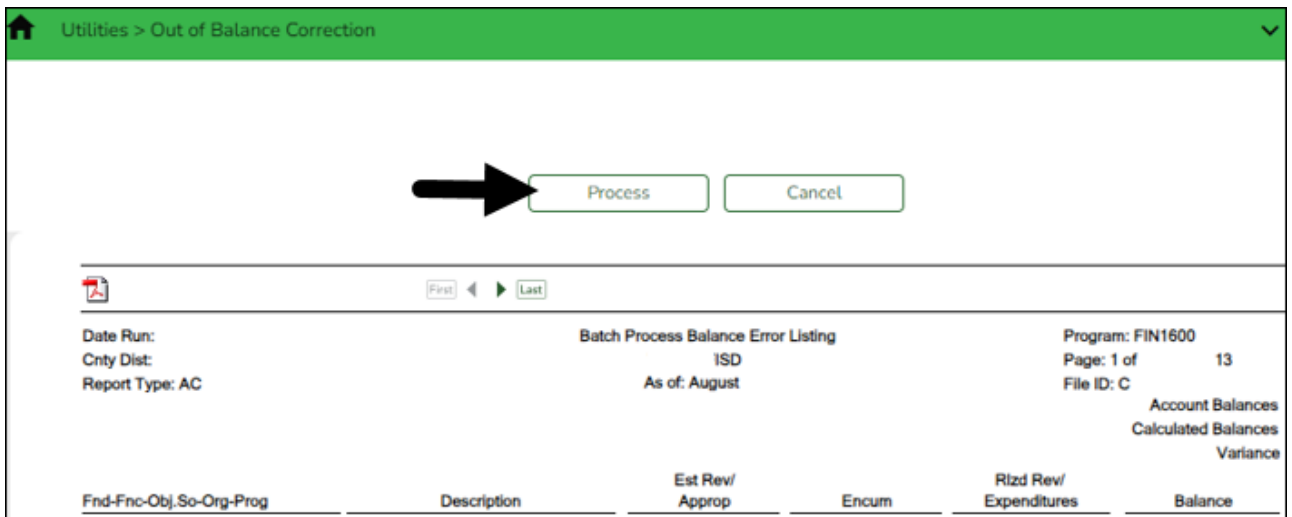 Utilities > Out of Balance Correction
Process Cancel
First Last
Date Run: Batch Process Balance Error Listing Program: FIN1600
Cnty Dist: ISD Page: 1 of 13
Report Type: AC As of: August File ID: C
Account Balances
Calculated Balances
Variance
Est Rev/ Rlzd Rev/
Fnd-Fnc-Obj.So-Org-Prog Description Approp Encum Expenditures Balance